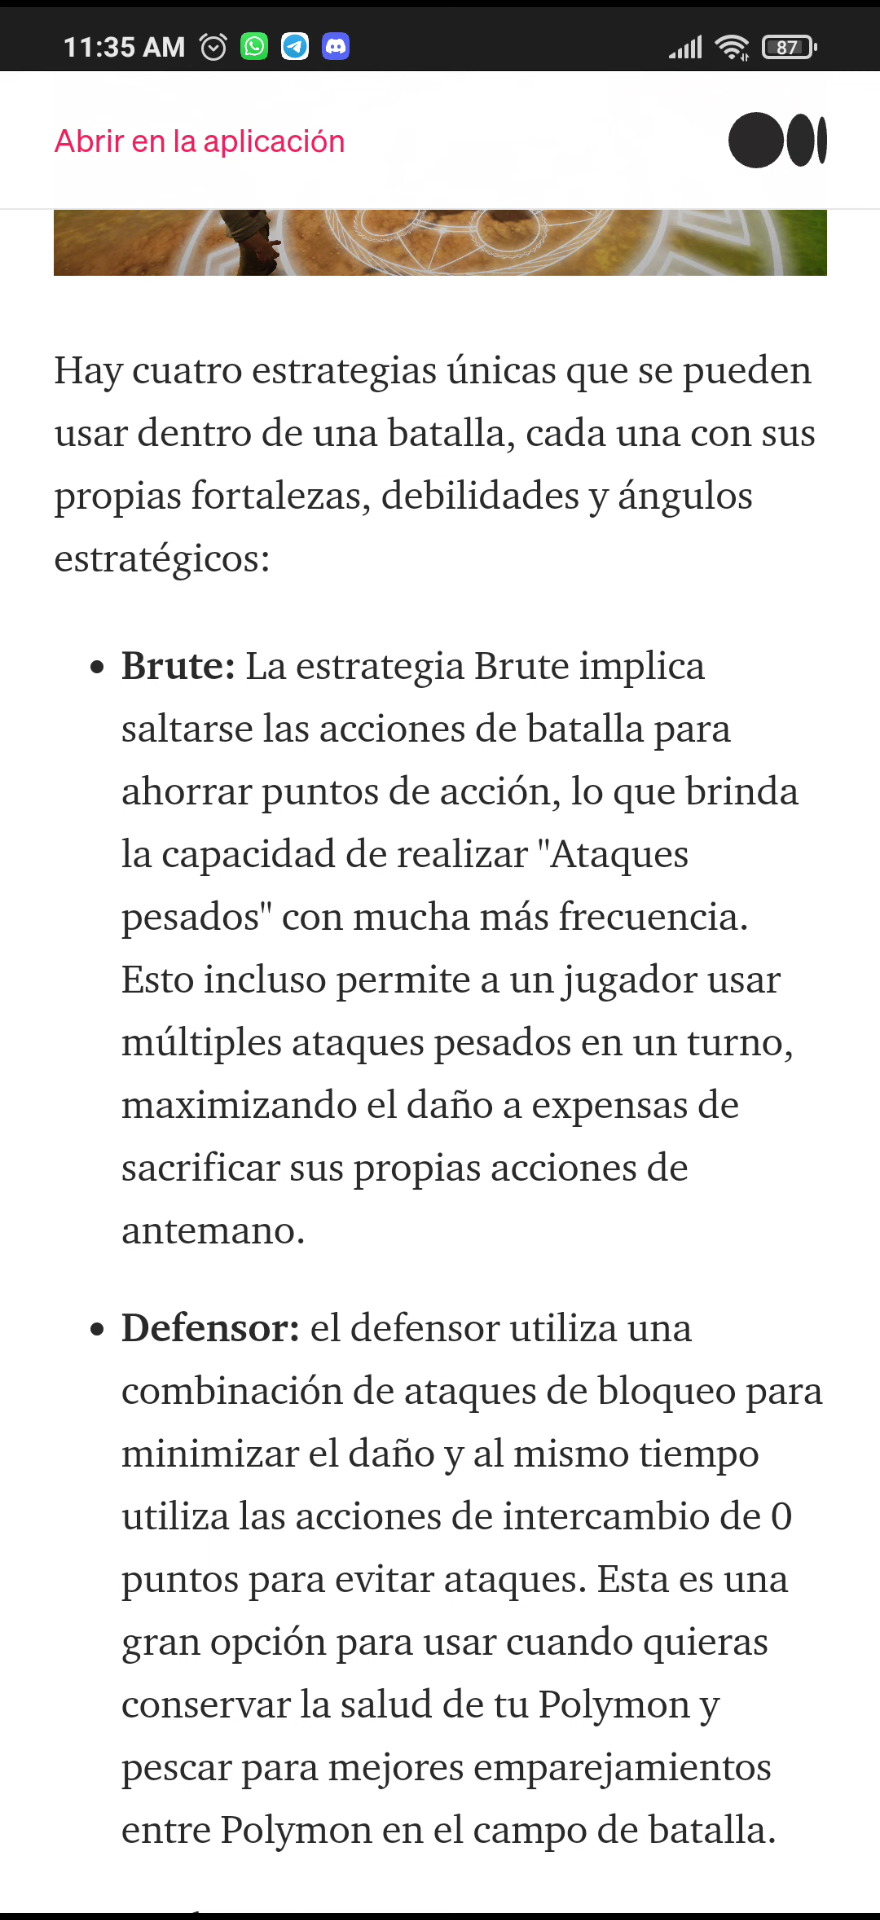 11:35 AM
87
Abrir en la aplicación
Hay cuatro estrategias únicas que se pueden
usar dentro de una batalla, cada una con sus
propias fortalezas, debilidades y ángulos
estratégicos:
• Brute: La estrategia Brute implica
saltarse las acciones de batalla para
ahorrar puntos de acción, lo que brinda
la capacidad de realizar "Ataques
pesados" con mucha más frecuencia.
Esto incluso permite a un jugador usar
múltiples ataques pesados en un turno,
maximizando el daño a expensas de
sacrificar sus propias acciones de
antemano.
• Defensor: el defensor utiliza una
combinación de ataques de bloqueo para
minimizar el daño y al mismo tiempo
utiliza las acciones de intercambio de 0
puntos para evitar ataques. Esta es una
gran opción para usar cuando quieras
conservar la salud de tu Polymon y
pescar para mejores emparejamientos
entre Polymon en el campo de batalla.